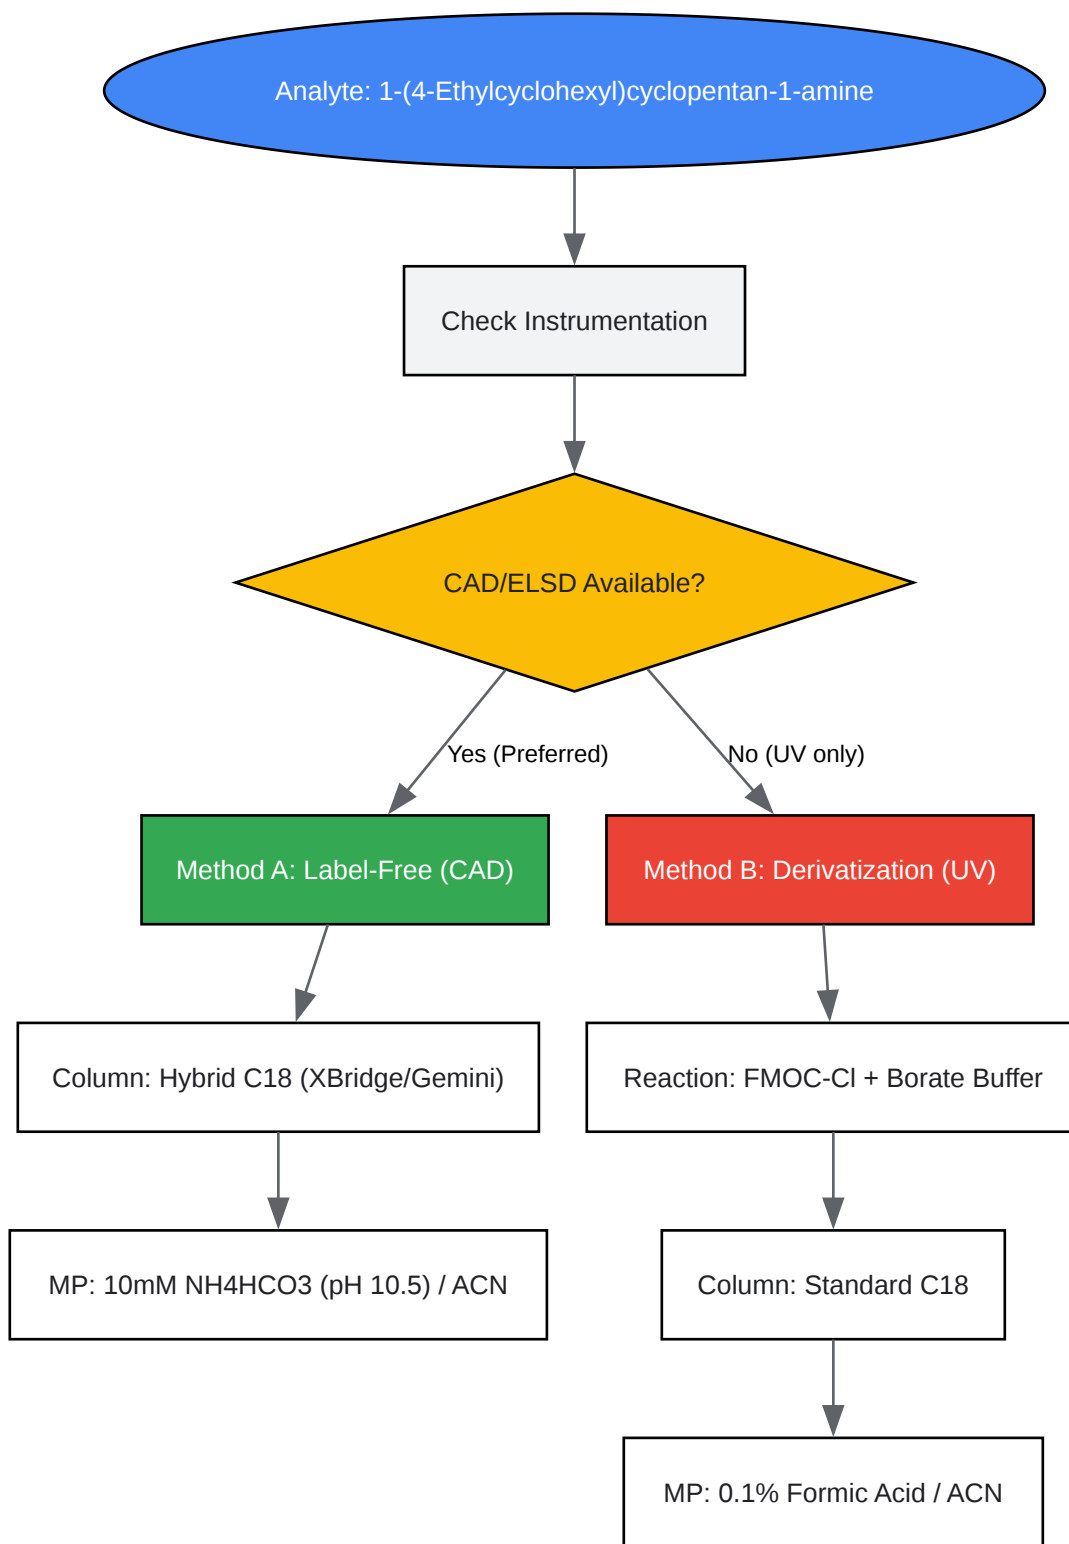 Analyte: 1-(4-Ethylcyclohexyl)cyclopentan-1-amine
Check Instrumentation
CAD/ELSD Available?
Yes (Preferred)
No (UV only)
Method A: Label-Free (CAD)
Method B: Derivatization (UV)
Column: Hybrid C18 (XBridge/Gemini)
Reaction: FMOC-Cl + Borate Buffer
MP: 10mM NH4HCO3 (pH 10.5) / ACN
Column: Standard C18
MP: 0.1% Formic Acid / ACN